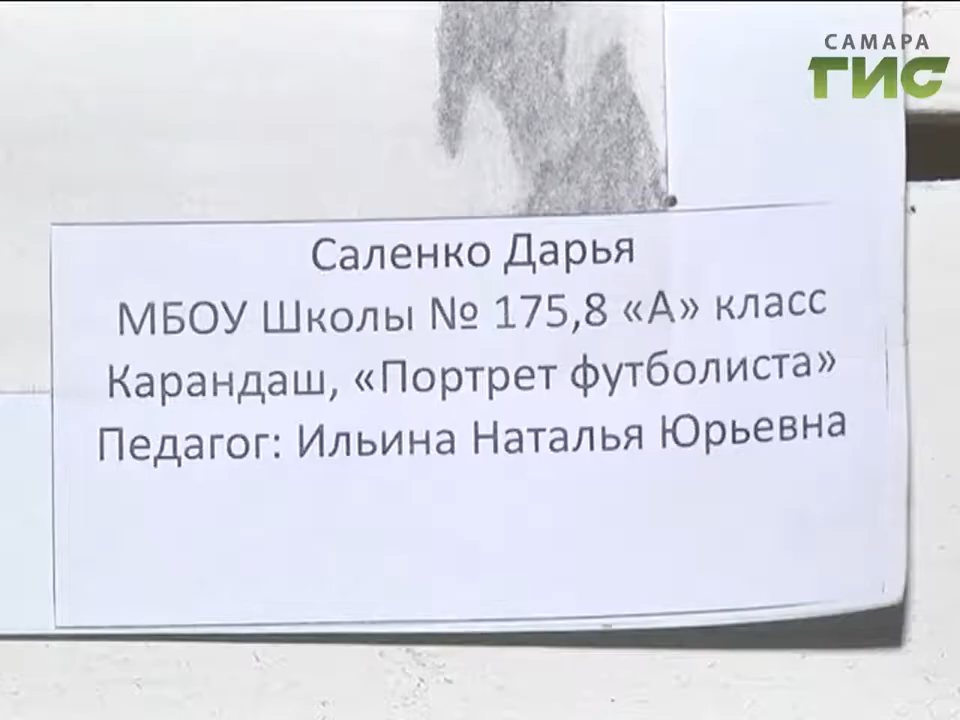 САМАРА
ГИС
Саленко Дарья
МБОУ Школы № 175,8 «А» класс
Карандаш, «Портрет футболиста»
Педагог: Ильина Наталья Юрьевна